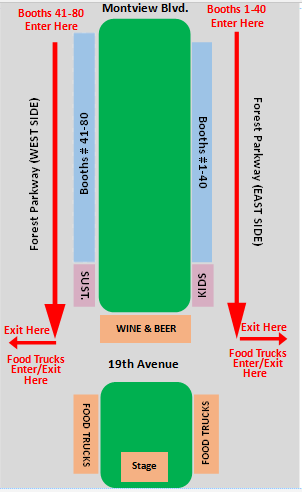 Montview Blvd.
Booths 41-80
Enter Here
Booths 1-40
Enter Here
Forest Parkway (WEST SIDE)
Booths # 41-80
Booths #1-40
Forest Parkway (EAST SIDE)
SUST.
KIDS
WINE & BEER
Exit Here
Food Trucks
Enter/Exit
Here
Exit Here
Food Trucks
Enter/Exit
Here
19th Avenue
FOOD TRUCKS
FOOD TRUCKS
Stage